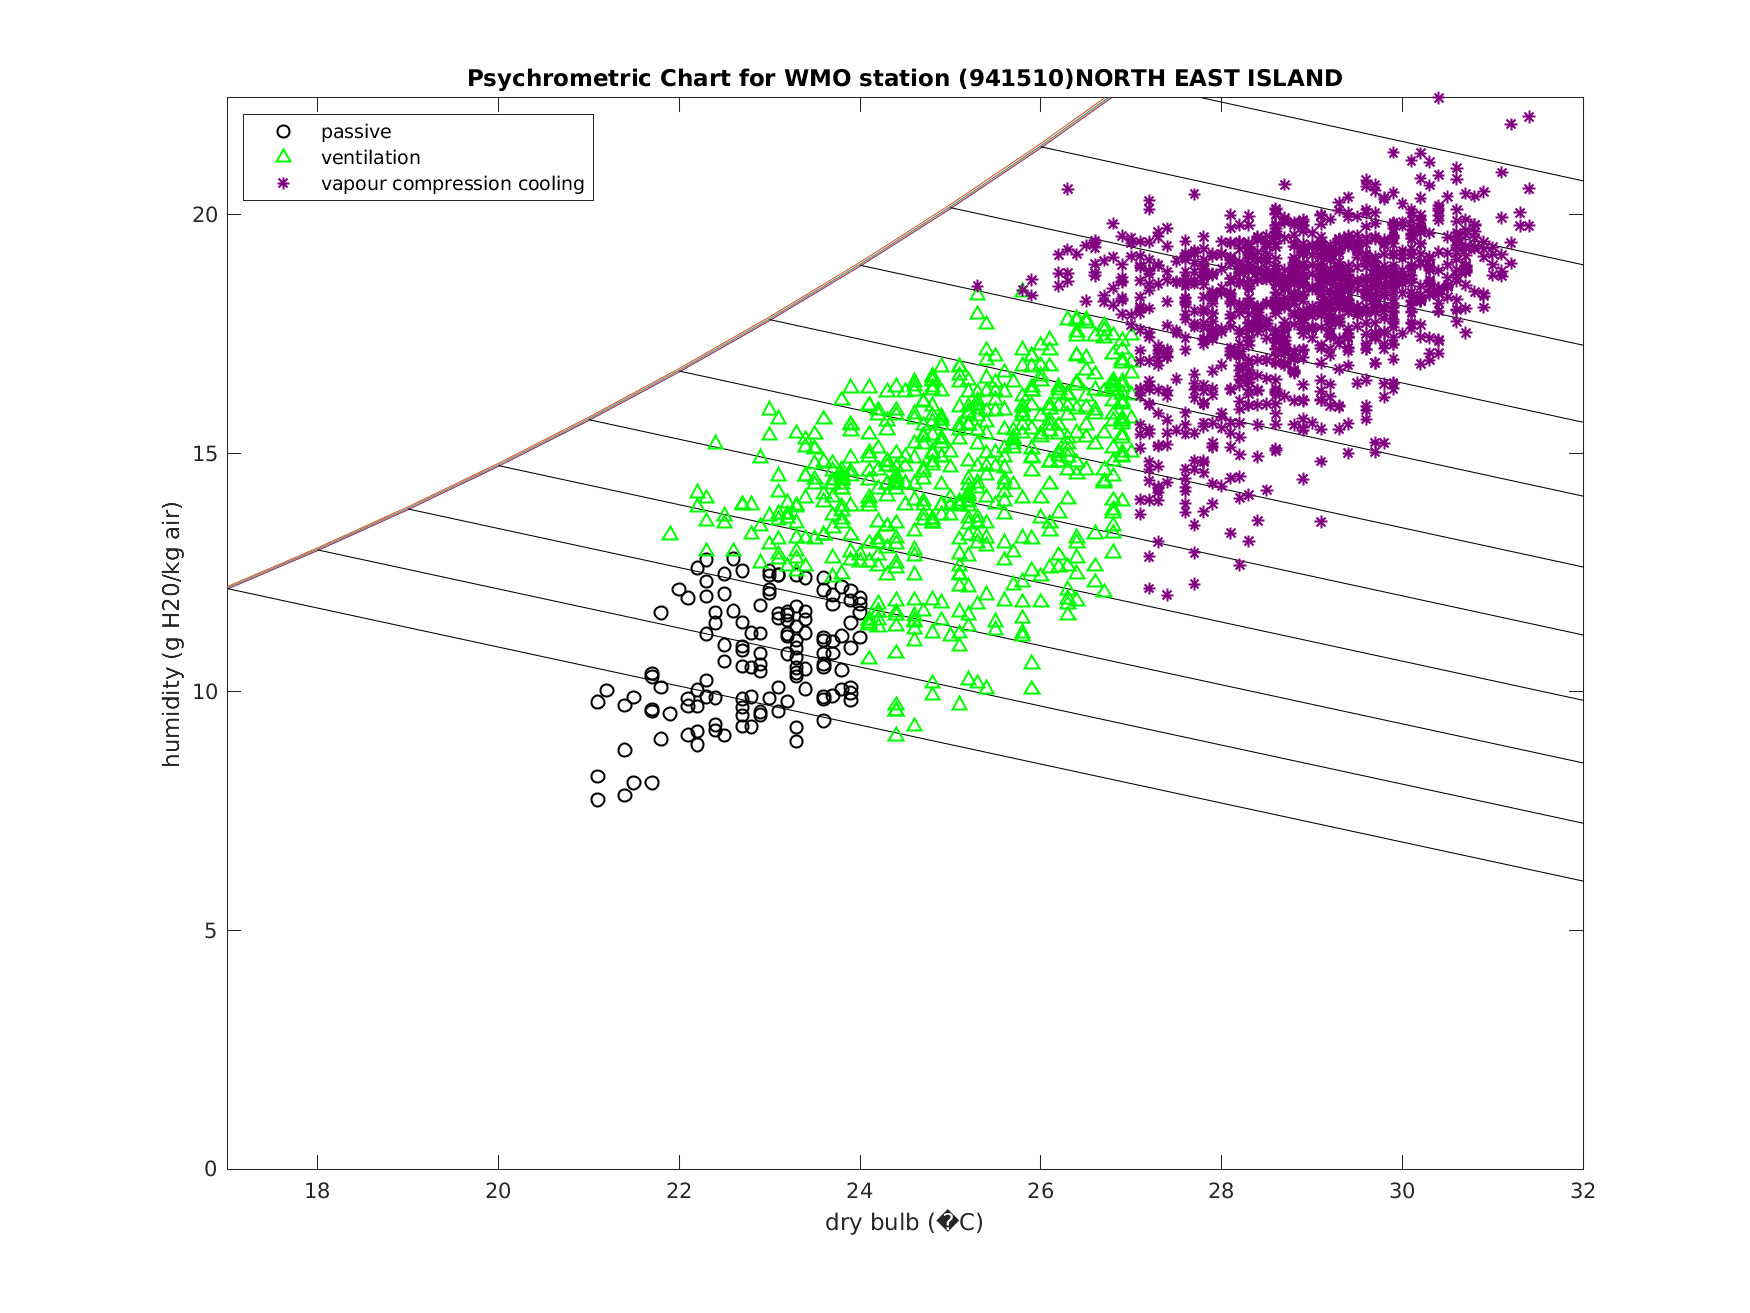 Psychrometric Chart for WMO station (941510)NORTH EAST ISLAND
passive
ventilation
vapour compression cooling
humidity (g H20/kg air)
20
15
10
5
0
18 20 22 24 26 28 30 32
dry bulb (�C)